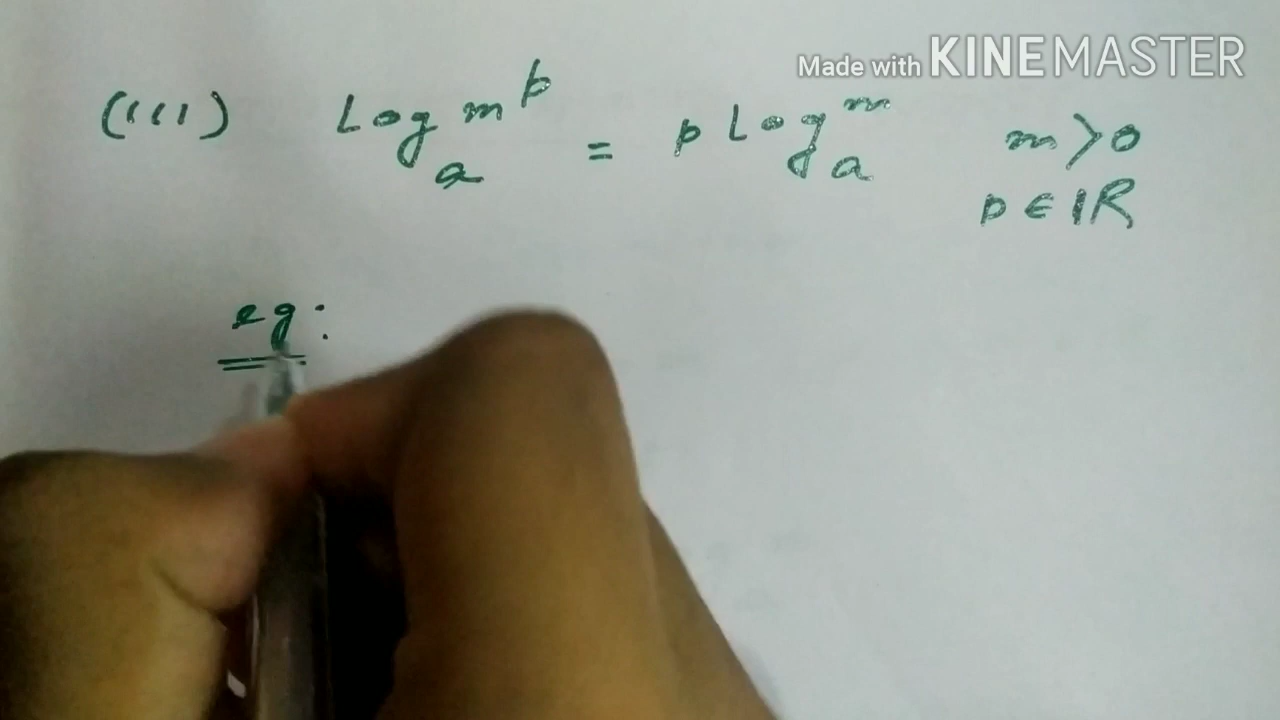 Made with KINEMASTER
(iii) Log_a m^p = p Log_a m m>0
p ∈ IR
eg: